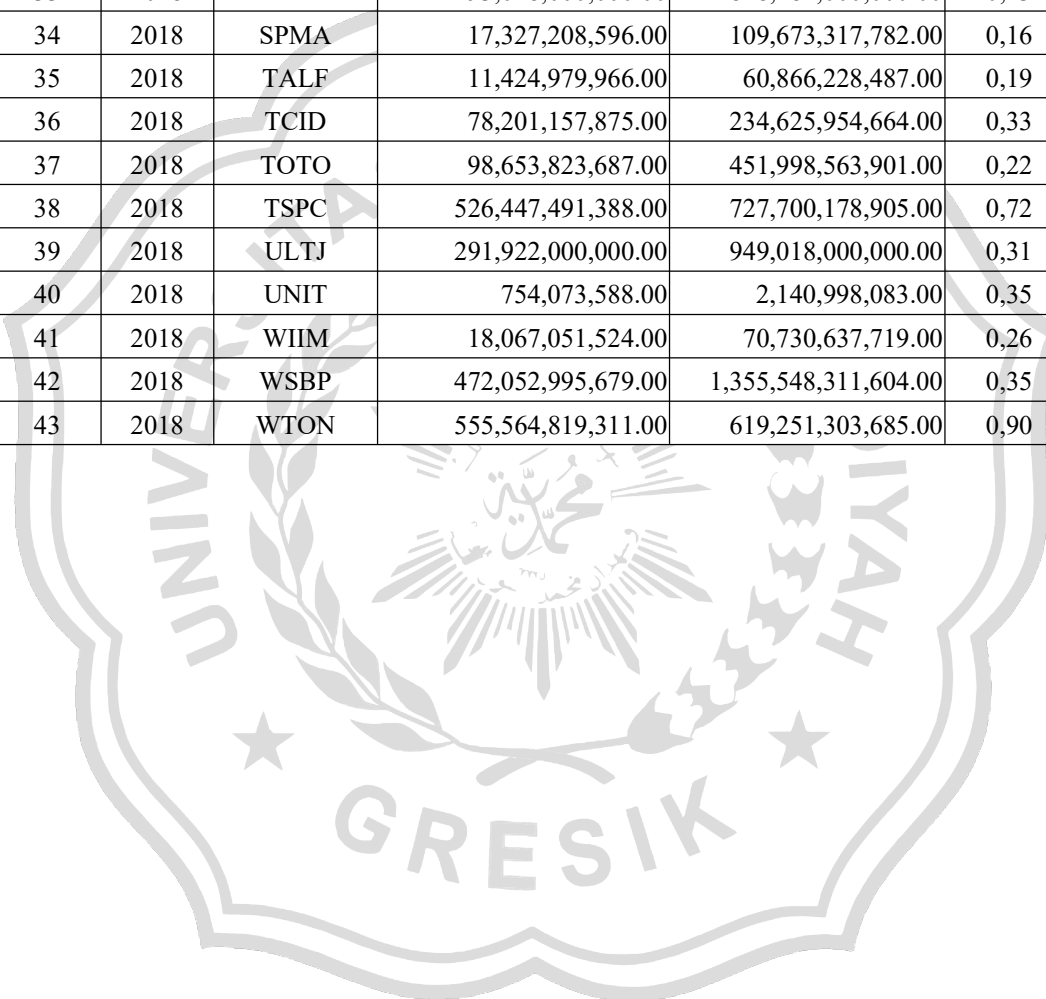 34 2018 SPMA 17,327,208,596.00 109,673,317,782.00 0,16
35 2018 TALF 11,424,979,966.00 60,866,228,487.00 0,19
36 2018 TCID 78,201,157,875.00 234,625,954,664.00 0,33
37 2018 TOTO 98,653,823,687.00 451,998,563,901.00 0,22
38 2018 TSPC 526,447,491,388.00 727,700,178,905.00 0,72
39 2018 ULTJ 291,922,000,000.00 949,018,000,000.00 0,31
40 2018 UNIT 754,073,588.00 2,140,998,083.00 0,35
41 2018 WIIM 18,067,051,524.00 70,730,637,719.00 0,26
42 2018 WSBP 472,052,995,679.00 1,355,548,311,604.00 0,35
43 2018 WTON 555,564,819,311.00 619,251,303,685.00 0,90
GRESIK